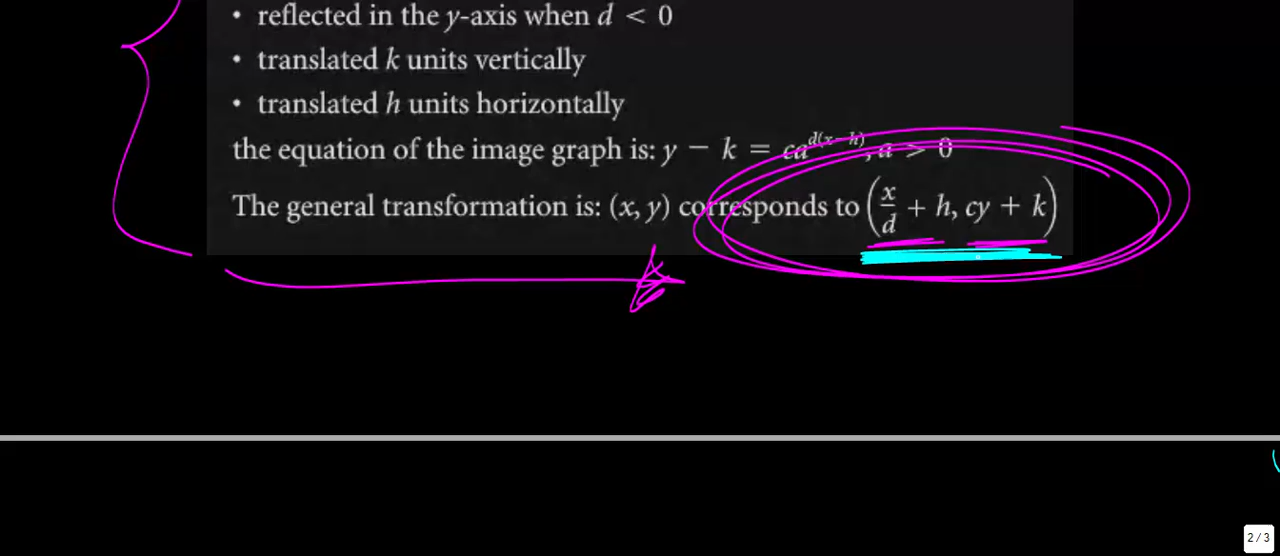 • reflected in the y-axis when d < 0
• translated k units vertically
• translated h units horizontally
the equation of the image graph is: y − k = ca^{d(x−h)}, a > 0
The general transformation is: (x, y) corresponds to (x/d + h, cy + k)
2/3